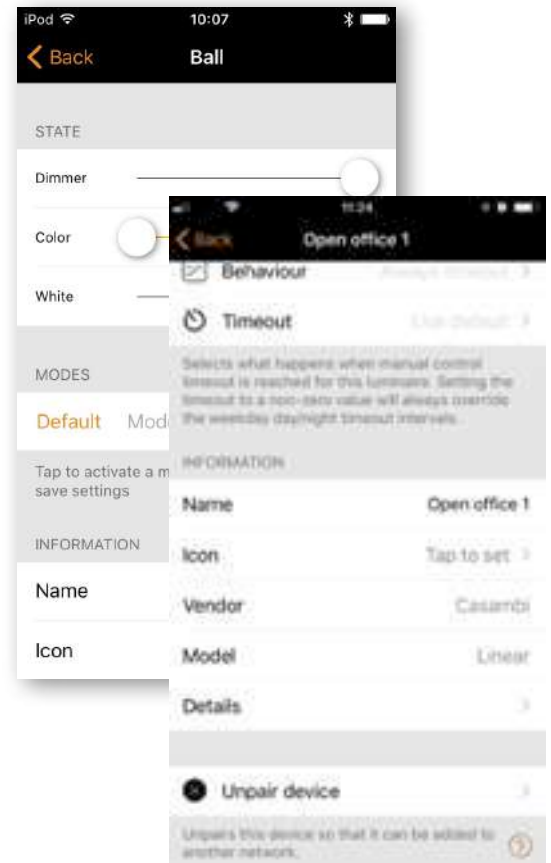 iPod 10:07
Back Ball
STATE
Dimmer
Color
White
MODES
Default Mod
Tap to activate a m
save settings
INFORMATION
Name
Icon
11:24
Back Open office 1
Behaviour Always timeout
Timeout Use default
Selects what happens when manual control
timeout is reached for this luminaire. Setting the
timeout to a non-zero value will always override
the weekday day/night timeout intervals.
INFORMATION
Name Open office 1
Icon Tap to set
Vendor Casambi
Model Linear
Details
Unpair device
Unpairs this device so that it can be added to
another network.